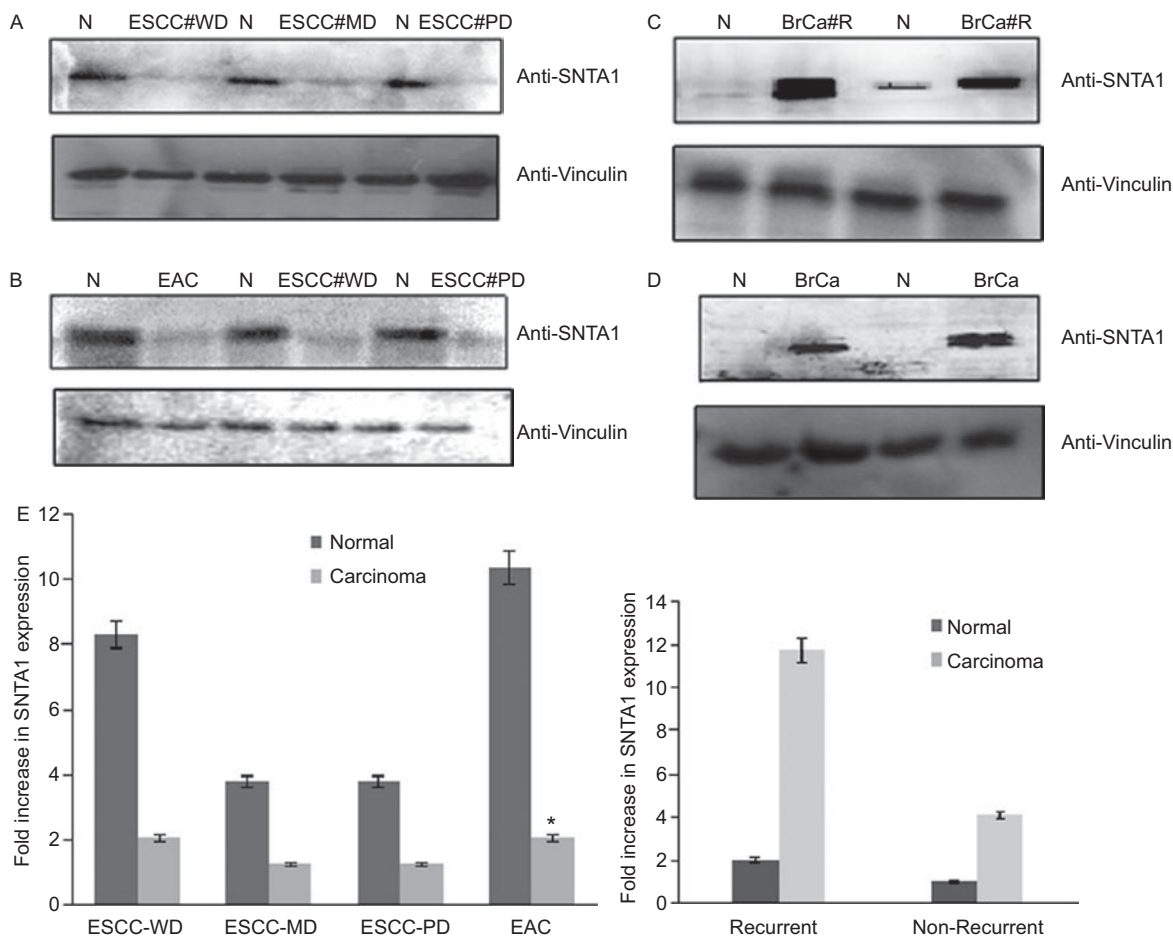 A
N ESCC#WD N ESCC#MD N ESCC#PD
Anti-SNTA1
Anti-Vinculin
B
N EAC N ESCC#WD N ESCC#PD
Anti-SNTA1
Anti-Vinculin
C
N BrCa#R N BrCa#R
Anti-SNTA1
Anti-Vinculin
D
N BrCa N BrCa
Anti-SNTA1
Anti-Vinculin
E
Fold increase in SNTA1 expression
12
10
8
6
4
2
0
Normal
Carcinoma
*
ESCC-WD ESCC-MD ESCC-PD EAC
Fold increase in SNTA1 expression
14
12
10
8
6
4
2
0
Normal
Carcinoma
Recurrent Non-Recurrent